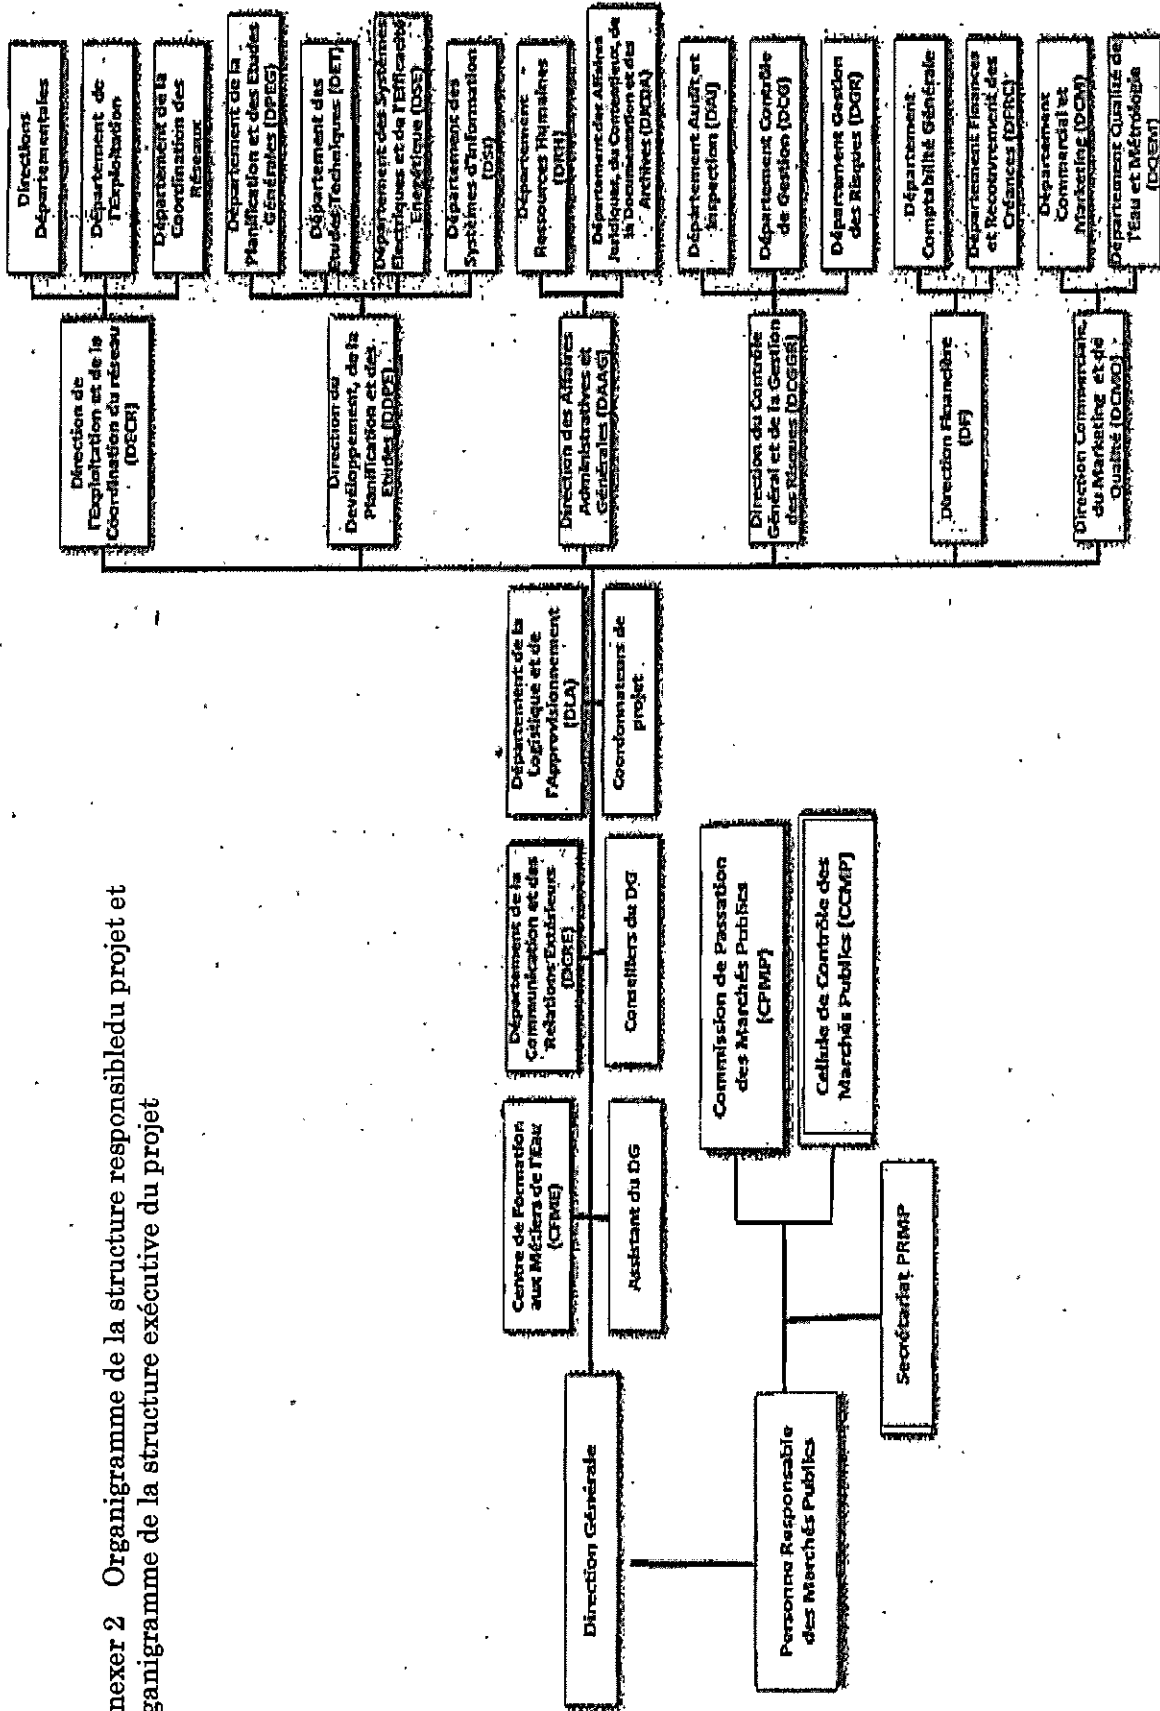 nexer 2 Organigramme de la structure responsibledu projet et
ganigramme de la structure exécutive du projet
Direction Générale
Personne Responsable
des Marchés Publics
Secrétariat PRMP
Commission de Passation
des Marchés Publics
(CPMP)
Cellule de Contrôle des
Marchés Publics (CCMP)
Centre de Formation
aux Métiers de l'Eau
(CFME)
Assistant du DG
Département de la
Communication et des
Relations Extérieurs
(DCRE)
Conseillers du DG
Département de la
Logistique et de
l'Approvisionnement
(DLA)
Coordonnateurs de
projet
Direction de
l'Exploitation et de la
Coordination du réseau
(DECR)
Directions
Départementales
Département de
l'Exploitation
Département de la
Coordination des
Réseaux
Direction du
Développement, de la
Planification et des
Etudes (DDPE)
Département de la
Planification et des Etudes
Générales (DPEG)
Département des
Etudes Techniques (DET)
Département des Systèmes
Electriques et de l'Efficacité
Energétique (DSE)
Département des
Systèmes d'Information
(DSI)
Direction des Affaires
Administratives et
Générales (DAAG)
Département
Ressources Humaines
(DRH)
Département des Affaires
Juridiques, du Contentieux, de
la Documentation et des
Archives
Direction du Contrôle
Général et de la Gestion
des Risques (DCGR)
Département Audit et
Inspection (DAI)
Département Contrôle
de Gestion (DCG)
Département Gestion
des Risques (DGR)
Direction Financière
(DF)
Département
Comptabilité Générale
Département Finances
et Recouvrement des
Créances (DFRC)
Direction Commerciale,
du Marketing et de
Qualité (DCMQ)
Département
Commercial et
Marketing (DCM)
Département Qualité de
l'Eau et Métrologie
(DQEM)